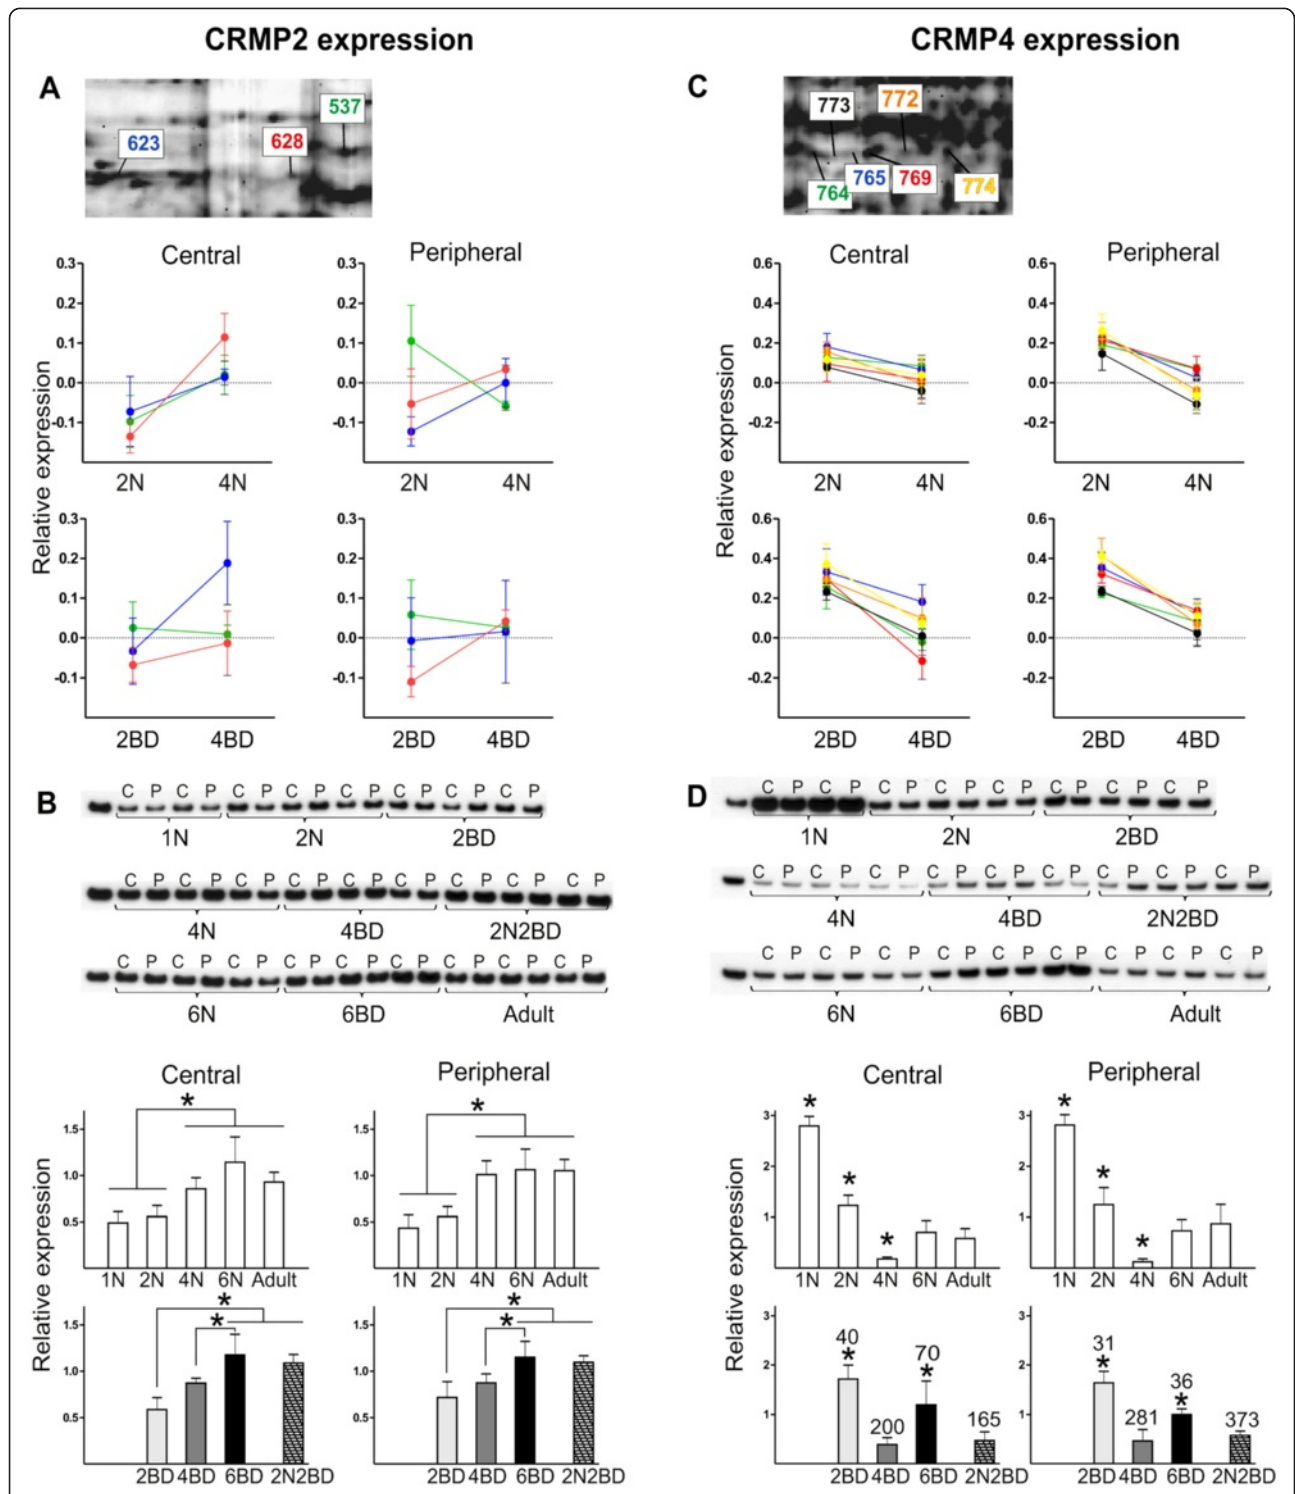 CRMP2 expression
CRMP4 expression
A
537
623
628
C
773
772
764
765
769
774
Central
Peripheral
Central
Peripheral
Relative expression
0.3
0.2
0.1
0.0
-0.1
2N 4N
0.3
0.2
0.1
0.0
-0.1
2N 4N
0.6
0.4
0.2
0.0
-0.2
2N 4N
0.6
0.4
0.2
0.0
-0.2
2N 4N
Relative expression
0.3
0.2
0.1
0.0
-0.1
2BD 4BD
0.3
0.2
0.1
0.0
-0.1
2BD 4BD
0.6
0.4
0.2
0.0
-0.2
2BD 4BD
0.6
0.4
0.2
0.0
-0.2
2BD 4BD
B
C P C P C P C P C P C P C P C P
1N 2N 2BD
C P C P C P C P C P C P C P C P C P
4N 4BD 2N2BD
C P C P C P C P C P C P C P C P C P
6N 6BD Adult
D
C P C P C P C P C P C P C P C P
1N 2N 2BD
C P C P C P C P C P C P C P C P C P
4N 4BD 2N2BD
C P C P C P C P C P C P C P C P C P
6N 6BD Adult
Central
Peripheral
Central
Peripheral
Relative expression
*
1.5
1.0
0.5
1N 2N 4N 6N Adult
*
1.5
1.0
0.5
1N 2N 4N 6N Adult
Relative expression
* * *
3
2
1
1N 2N 4N 6N Adult
* * *
3
2
1
1N 2N 4N 6N Adult
*
*
1.5
1.0
0.5
2BD 4BD 6BD 2N2BD
*
*
1.5
1.0
0.5
2BD 4BD 6BD 2N2BD
3
2
1
40 * 200 70 * 165
2BD 4BD 6BD 2N2BD
3
2
1
31 * 281 36 * 373
2BD 4BD 6BD 2N2BD